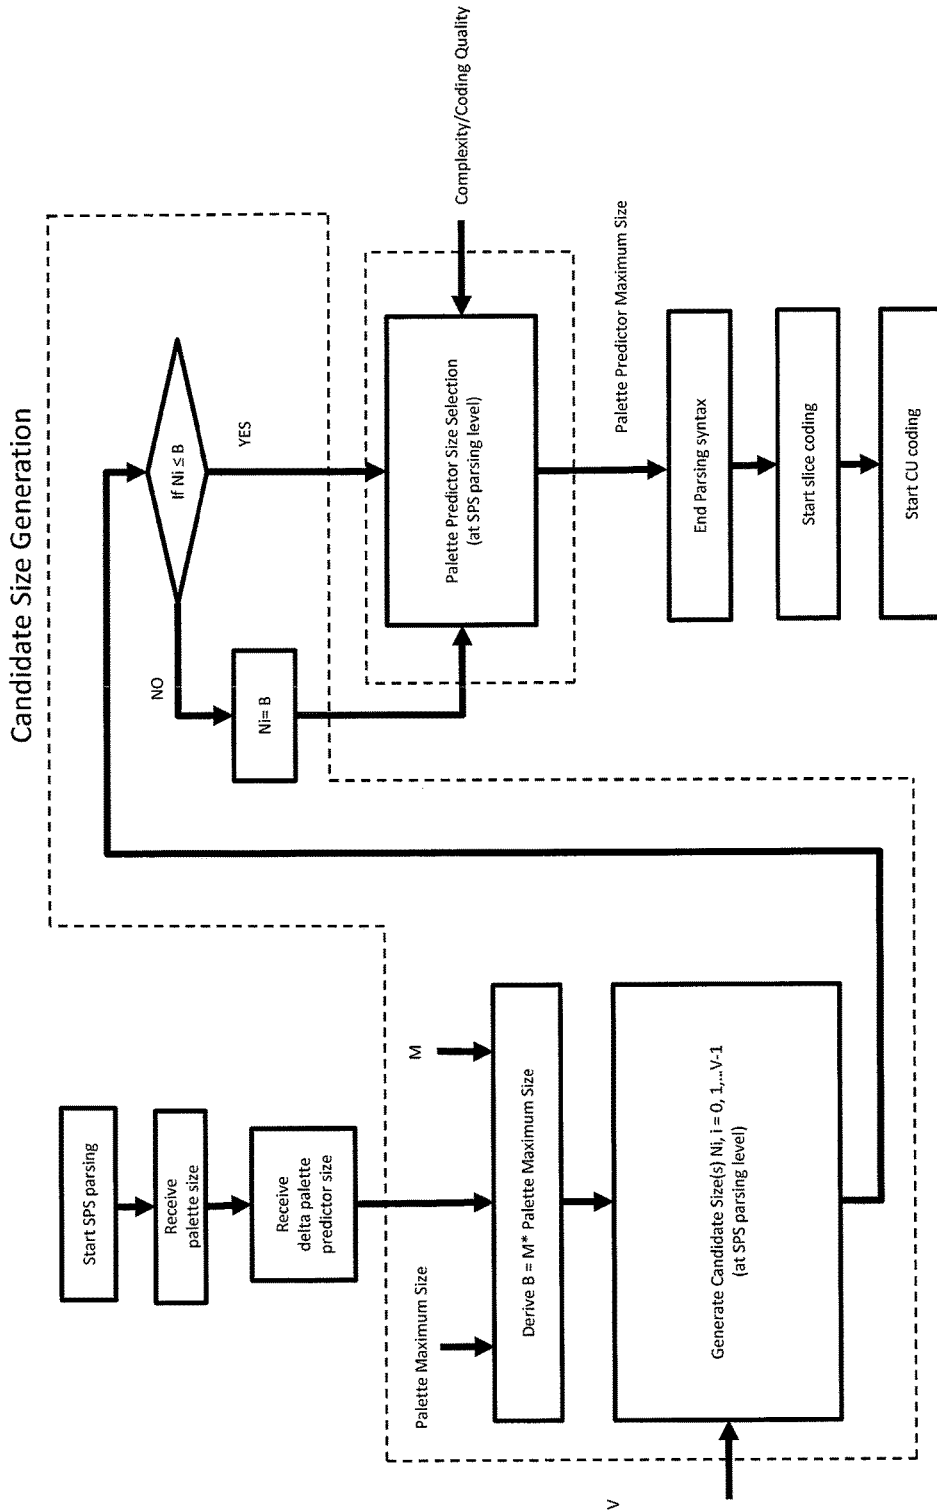 Candidate Size Generation
Start SPS parsing
Receive
palette size
Receive
delta palette
predictor size
Palette Maximum Size
M
Derive B = M* Palette Maximum Size
V
Generate Candidate Size(s) Ni, i = 0, 1,...V-1
(at SPS parsing level)
If Ni ≤ B
NO
YES
Ni= B
Palette Predictor Size Selection
(at SPS parsing level)
Complexity/Coding Quality
Palette Predictor Maximum Size
End Parsing syntax
Start slice coding
Start CU coding